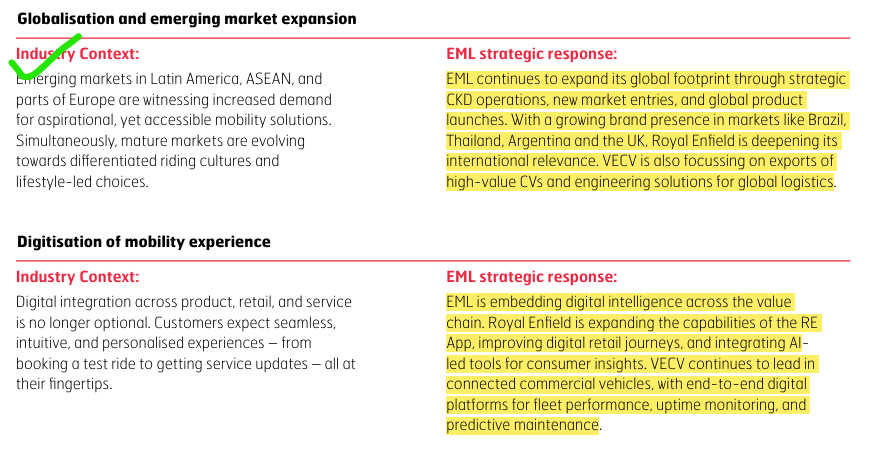 Globalisation and emerging market expansion
Industry Context:
Emerging markets in Latin America, ASEAN, and
parts of Europe are witnessing increased demand
for aspirational, yet accessible mobility solutions.
Simultaneously, mature markets are evolving
towards differentiated riding cultures and
lifestyle-led choices.
EML strategic response:
EML continues to expand its global footprint through strategic
CKD operations, new market entries, and global product
launches. With a growing brand presence in markets like Brazil,
Thailand, Argentina and the UK, Royal Enfield is deepening its
international relevance. VECV is also focussing on exports of
high-value CVs and engineering solutions for global logistics.
Digitisation of mobility experience
Industry Context:
Digital integration across product, retail, and service
is no longer optional. Customers expect seamless,
intuitive, and personalised experiences – from
booking a test ride to getting service updates – all at
their fingertips.
EML strategic response:
EML is embedding digital intelligence across the value
chain. Royal Enfield is expanding the capabilities of the RE
App, improving digital retail journeys, and integrating AI-
led tools for consumer insights. VECV continues to lead in
connected commercial vehicles, with end-to-end digital
platforms for fleet performance, uptime monitoring, and
predictive maintenance.